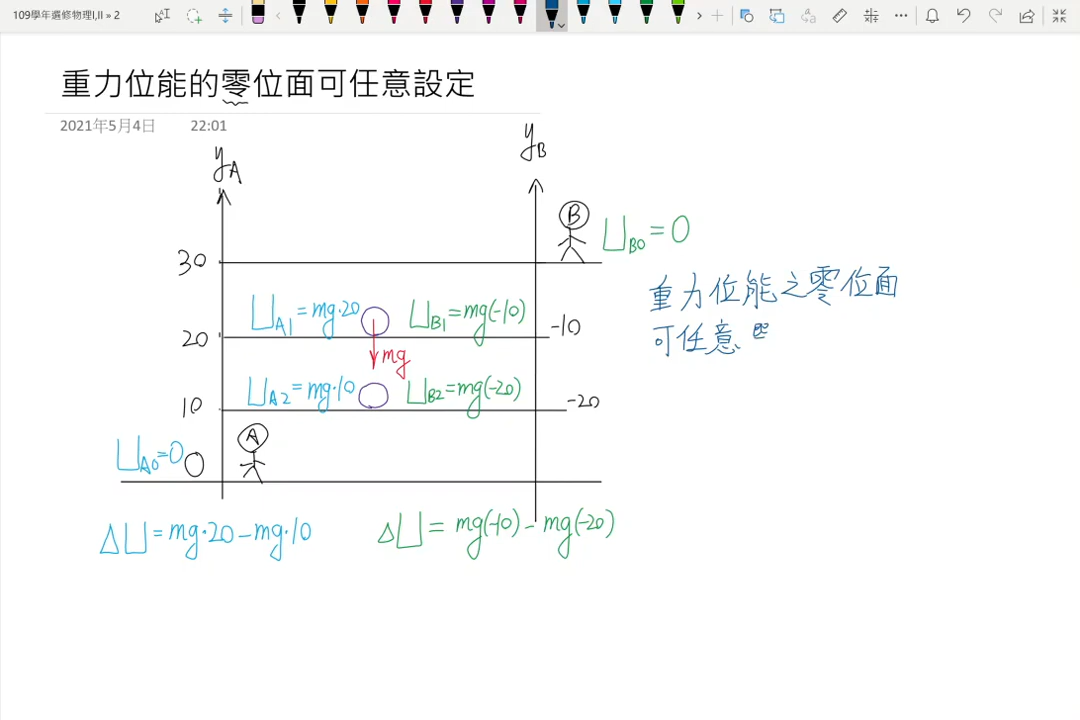 109學年選修物理I,II » 2
重力位能的零位面可任意設定
2021年5月4日 22:01
yA
yB
B
UB0 = 0
30
重力位能之零位面
可任意
UA1 = mg·20
UB1 = mg(-10)
20
-10
mg
UA2 = mg·10
UB2 = mg(-20)
10
-20
A
UA0 = 0
0
ΔU = mg·20 - mg·10
ΔU = mg(-10) - mg(-20)